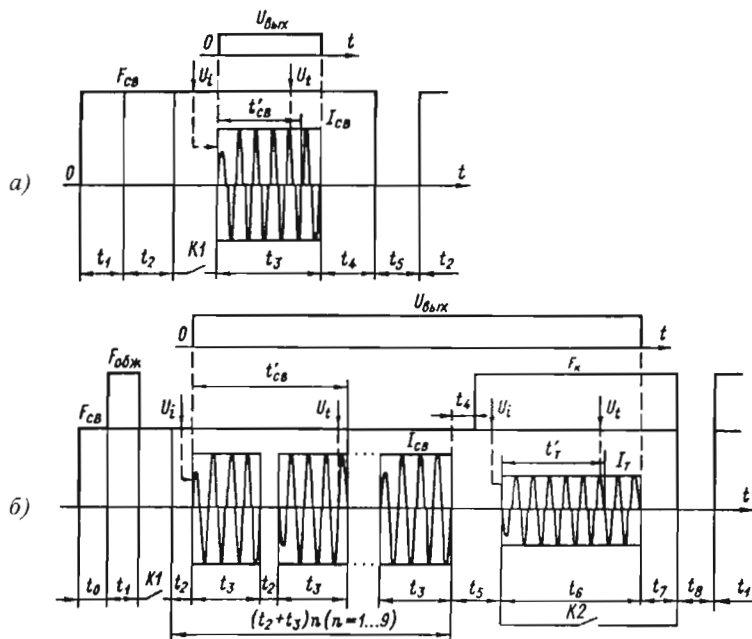 U_вых
0 t
F_св U_i U_t
t'_св I_св
0 t
а)
t_1 t_2 K1 t_3 t_4 t_5 t_2
U_вых
0 t
F_обж F_к
t'_св t_4
F_св U_i U_t U_i U_t
I_св t'_т I_т
б) t
t_0 t_1 K1 t_2 t_3 t_2 t_3 t_3 t_5 t_6 t_7 t_8 t_1
(t_2+t_3)n(n=1...9) K2